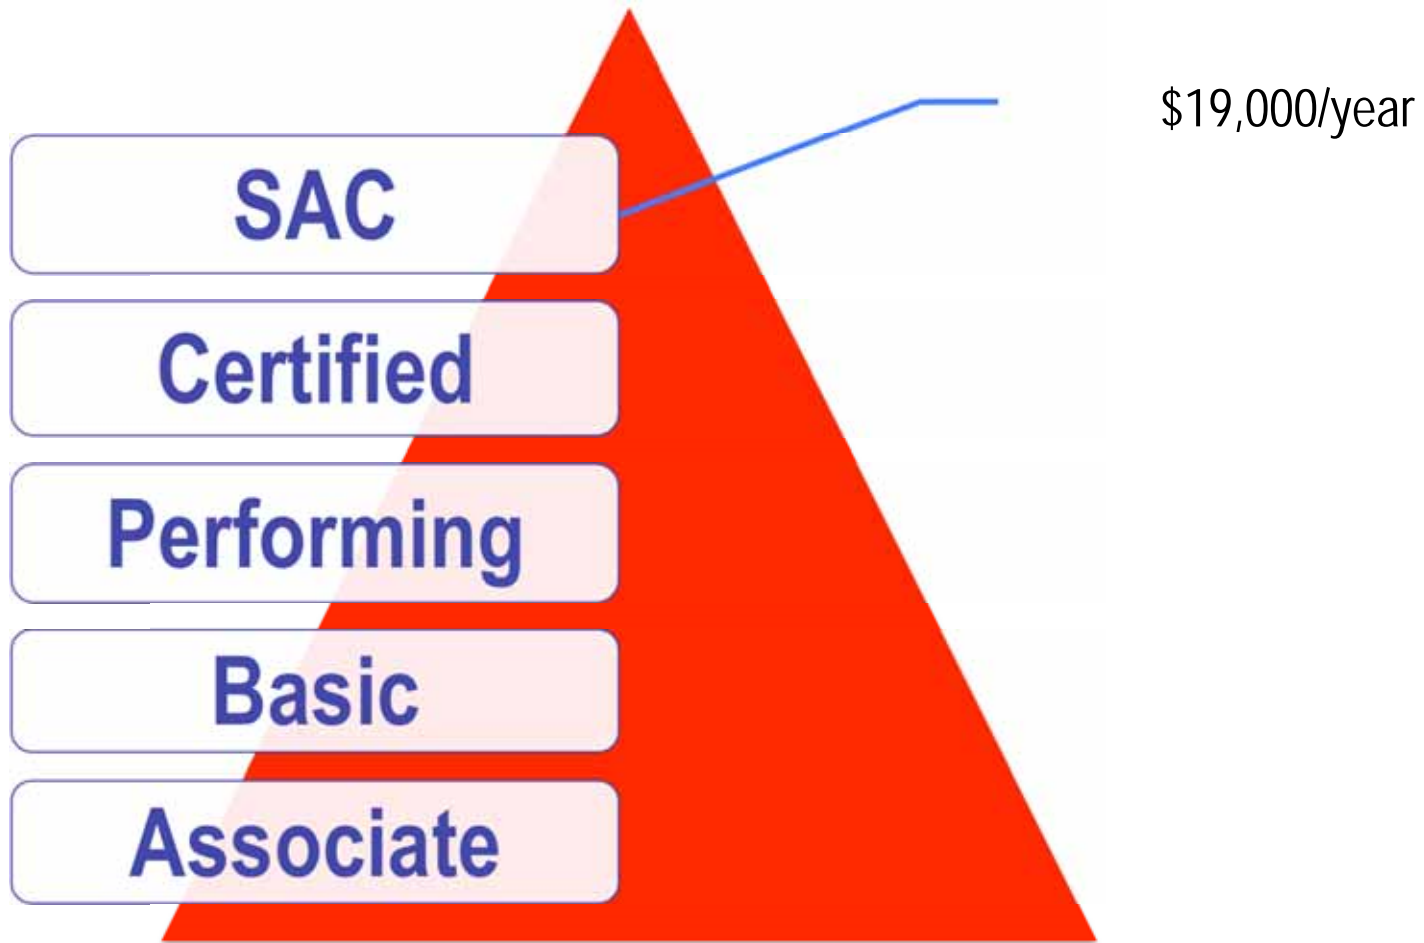 $19,000/year
SAC
Certified
Performing
Basic
Associate